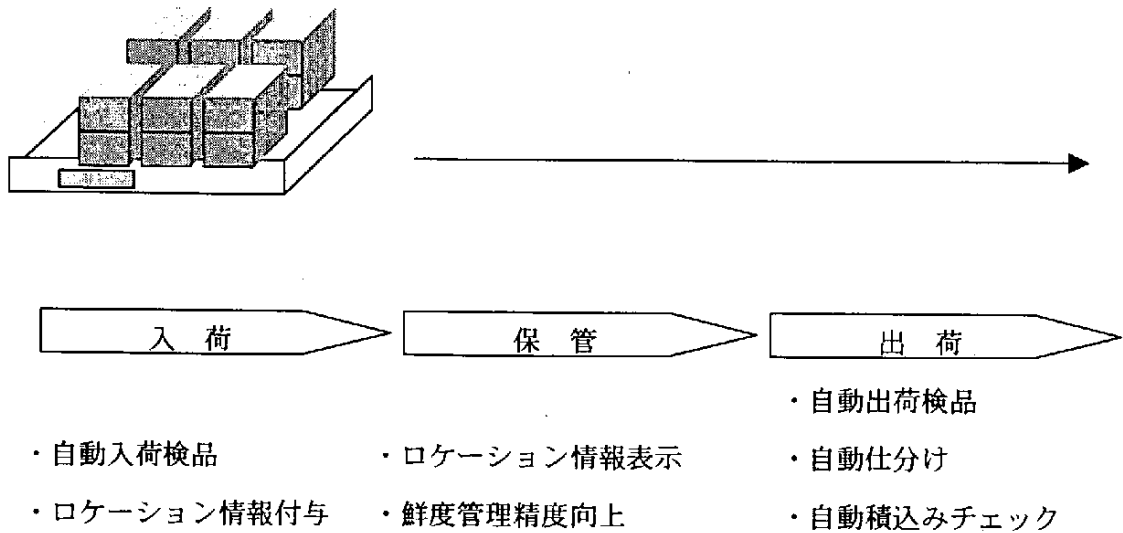 入荷
保管
出荷
・自動入荷検品
・ロケーション情報付与
・ロケーション情報表示
・鮮度管理精度向上
・自動出荷検品
・自動仕分け
・自動積込みチェック